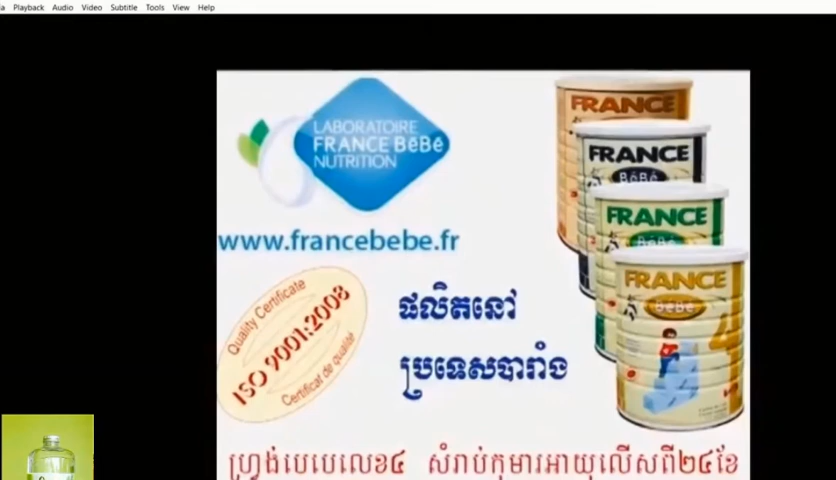 Playback Audio Video Subtitle Tools View Help
LABORATOIRE
FRANCE BéBé
NUTRITION
www.francebebe.fr
Quality Certificate
ISO 9001:2008
Certificat de qualité
ផលិតនៅ
ប្រទេសបារាំង
FRANCE
FRANCE
BéBé
FRANCE
BéBé
FRANCE
BéBé
4
ហ្វ្រង់បេបេលេខ៤ សំរាប់កុមារអាយុលើសពី២៤ខែ